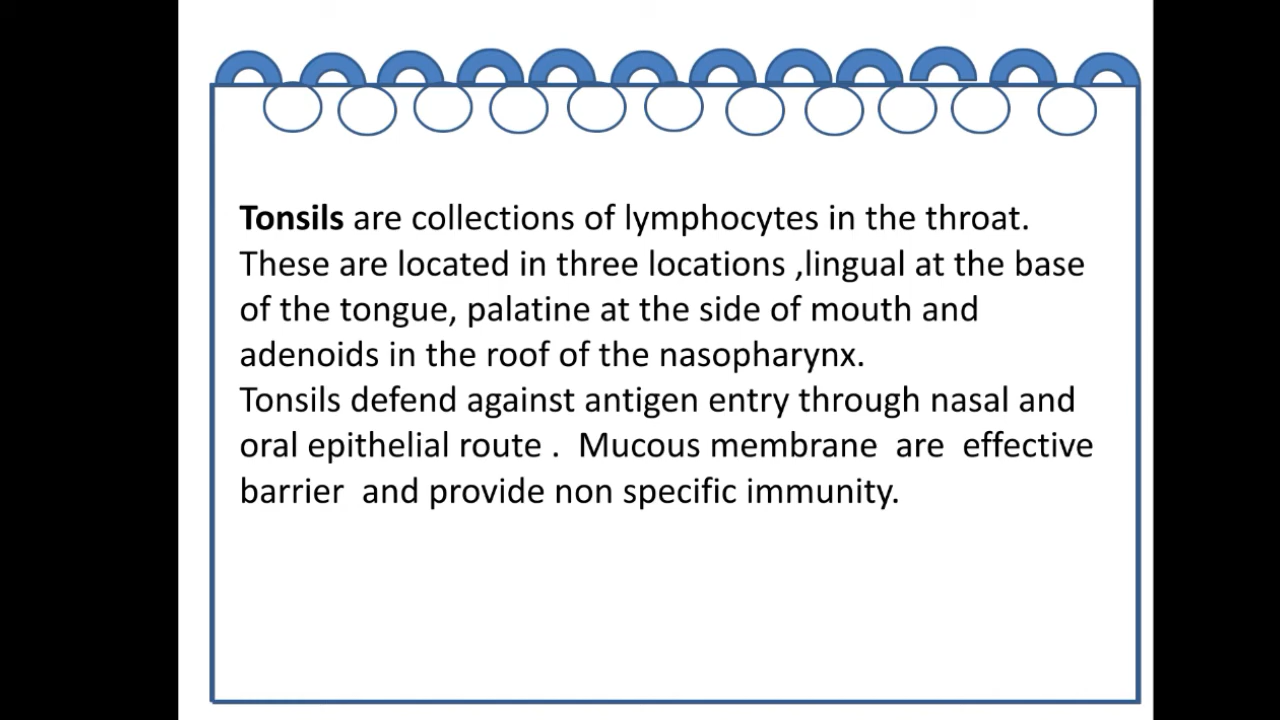 Tonsils are collections of lymphocytes in the throat.
These are located in three locations ,lingual at the base
of the tongue, palatine at the side of mouth and
adenoids in the roof of the nasopharynx.
Tonsils defend against antigen entry through nasal and
oral epithelial route .  Mucous membrane  are  effective
barrier  and provide non specific immunity.